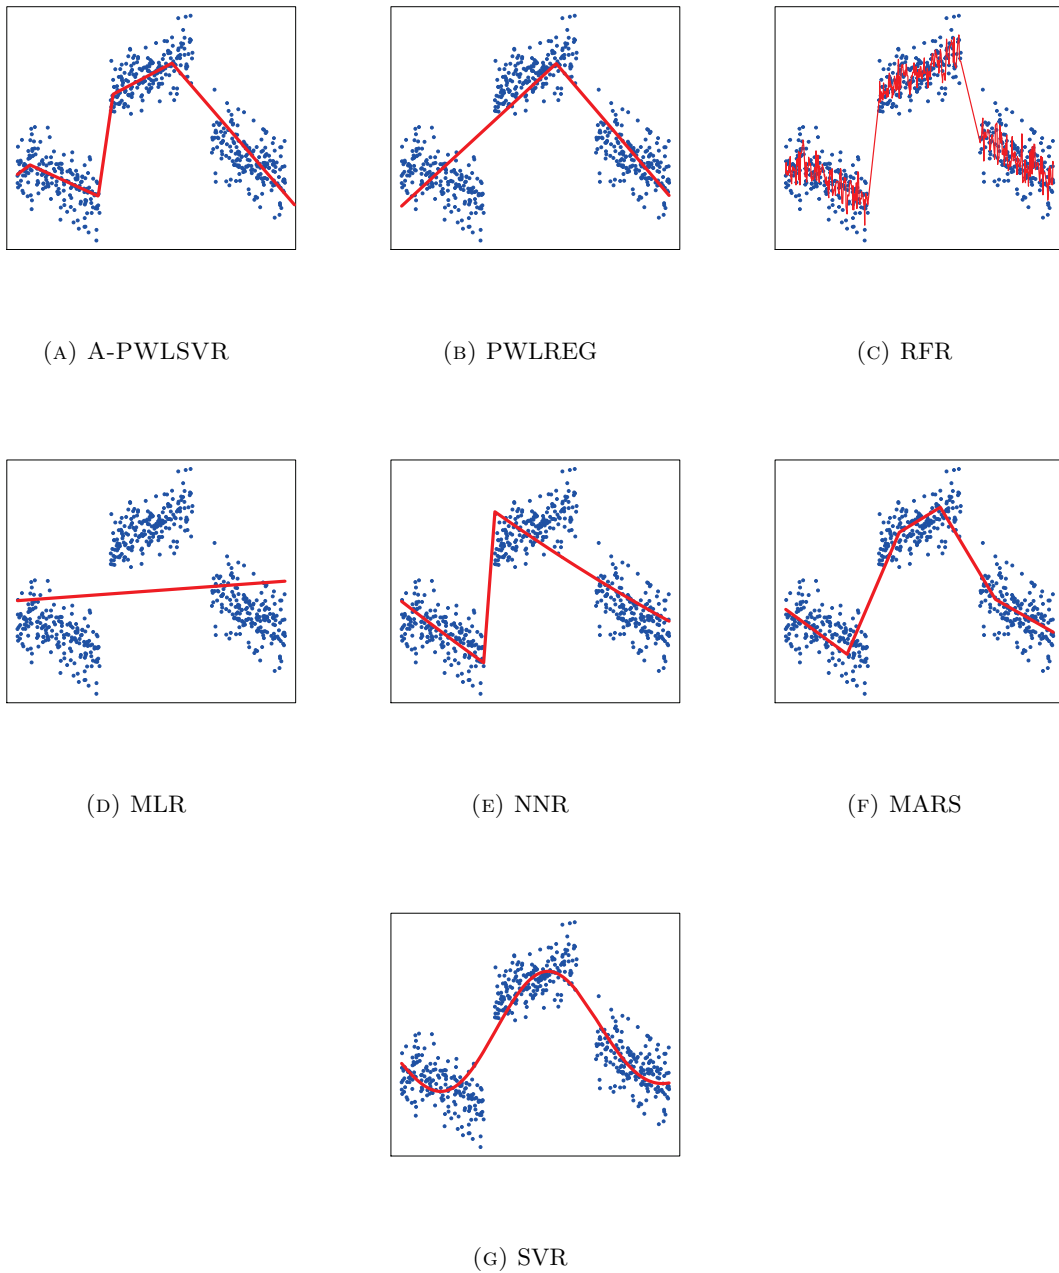 (A) A-PWLSVR
(B) PWLREG
(C) RFR
(D) MLR
(E) NNR
(F) MARS
(G) SVR